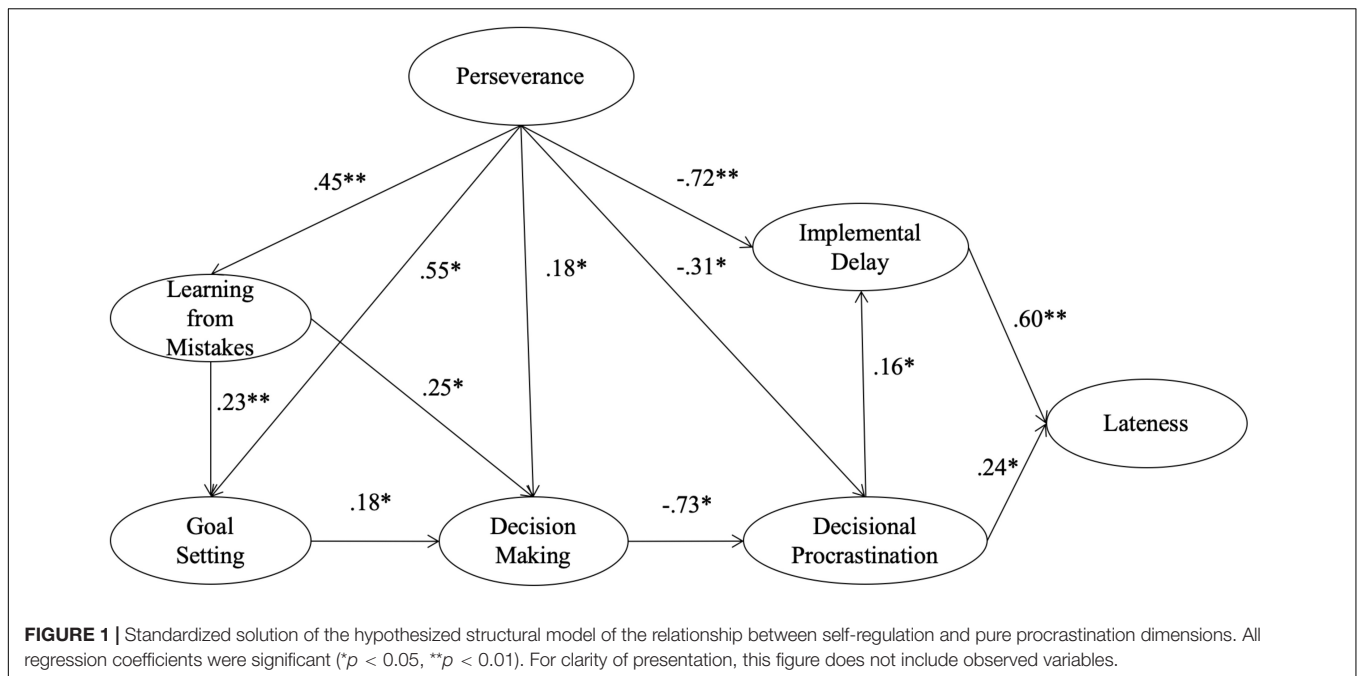 Perseverance
.45**
-.72**
Implemental
Delay
.55*
.18*
-.31*
Learning
from
Mistakes
.60**
.25*
.16*
.23**
Lateness
.24*
Goal
Setting
.18*
Decision
Making
-.73*
Decisional
Procrastination
FIGURE 1 | Standardized solution of the hypothesized structural model of the relationship between self-regulation and pure procrastination dimensions. All
regression coefficients were significant (*p < 0.05, **p < 0.01). For clarity of presentation, this figure does not include observed variables.